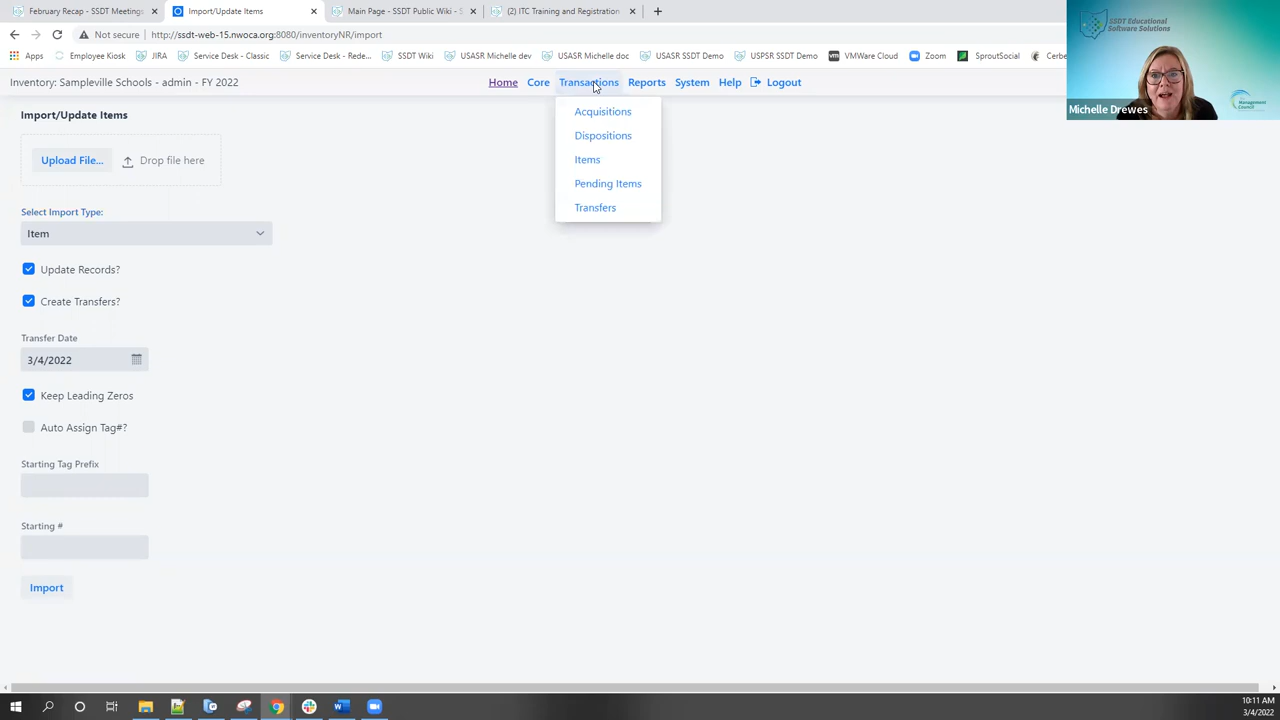 February Recap - SSDT Meetings
Import/Update Items
Main Page - SSDT Public Wiki - S
(2) ITC Training and Registration
Not secure
http://ssdt-web-15.nwoca.org:8080/inventoryNR/import
Apps
Employee Kiosk
JIRA
Service Desk - Classic
Service Desk - Rede...
SSDT Wiki
USASR Michelle dev
USASR Michelle doc
USASR SSDT Demo
USPSR SSDT Demo
VMWare Cloud
Zoom
SproutSocial
Cerbe
SSDT Educational
Software Solutions
Management
Council
Michelle Drewes
Inventory: Sampleville Schools - admin - FY 2022
Home
Core
Transactions
Reports
System
Help
Logout
Acquisitions
Dispositions
Items
Pending Items
Transfers
Import/Update Items
Upload File...
Drop file here
Select Import Type:
Item
Update Records?
Create Transfers?
Transfer Date
3/4/2022
Keep Leading Zeros
Auto Assign Tag#?
Starting Tag Prefix
Starting #
Import
10:11 AM
3/4/2022